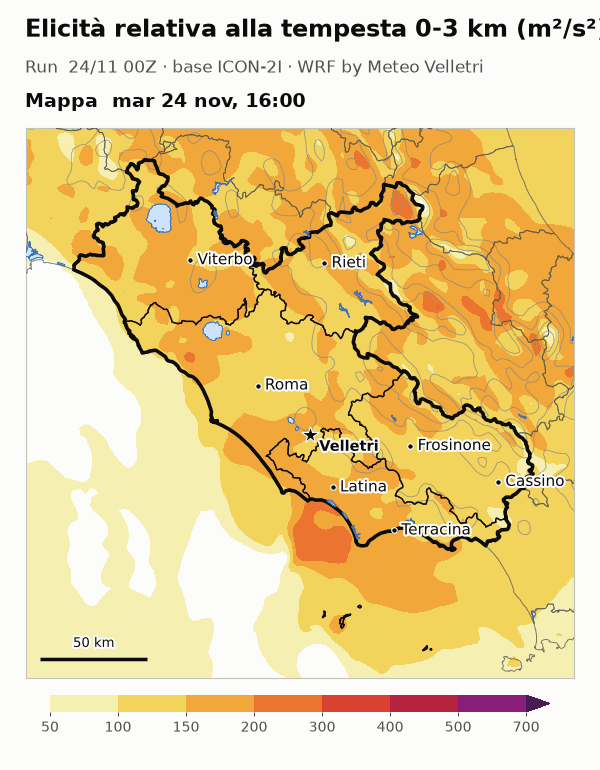 Elicità relativa alla tempesta 0-3 km (m²/s²)
Run 24/11 00Z · base ICON-2I · WRF by Meteo Velletri
Mappa mar 24 nov, 16:00
Viterbo
Rieti
Roma
Velletri
Frosinone
Cassino
Latina
Terracina
50 km
50 100 150 200 300 400 500 700